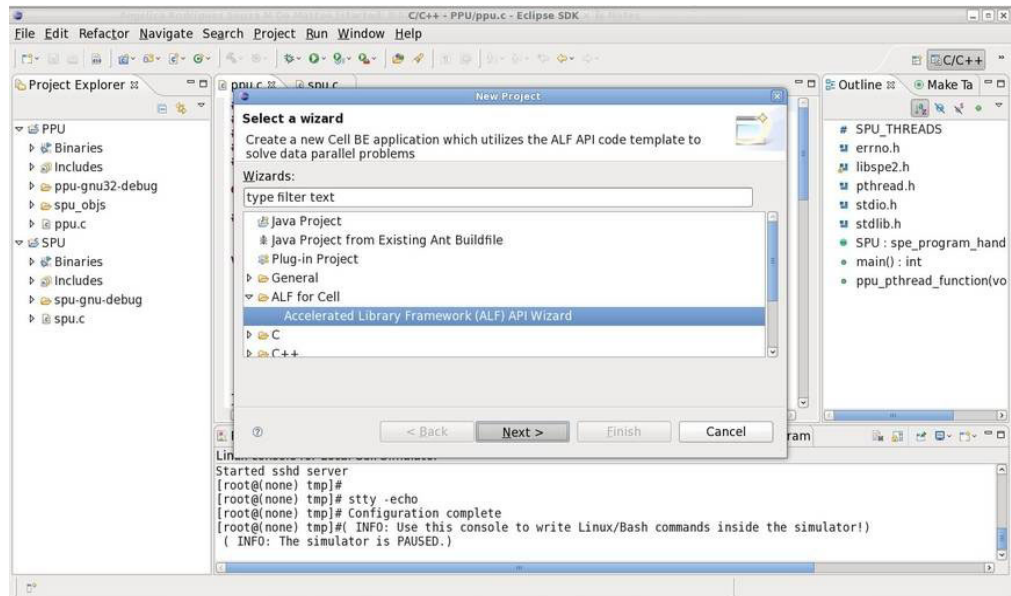 C/C++ - PPU/ppu.c - Eclipse SDK
File Edit Refactor Navigate Search Project Run Window Help
C/C++
Project Explorer
PPU
Binaries
Includes
ppu-gnu32-debug
spu_objs
ppu.c
SPU
Binaries
Includes
spu-gnu-debug
spu.c
ppu.c
spu.c
New Project
Select a wizard
Create a new Cell BE application which utilizes the ALF API code template to
solve data parallel problems
Wizards:
type filter text
Java Project
Java Project from Existing Ant Buildfile
Plug-in Project
General
ALF for Cell
Accelerated Library Framework (ALF) API Wizard
C
C++
< Back Next > Finish Cancel
Outline
Make Ta
# SPU_THREADS
errno.h
libspe2.h
pthread.h
stdio.h
stdlib.h
SPU : spe_program_hand
main() : int
ppu_pthread_function(vo
ram
Started sshd server
[root@(none) tmp]#
[root@(none) tmp]# stty -echo
[root@(none) tmp]# Configuration complete
[root@(none) tmp]#( INFO: Use this console to write Linux/Bash commands inside the simulator!)
( INFO: The simulator is PAUSED.)